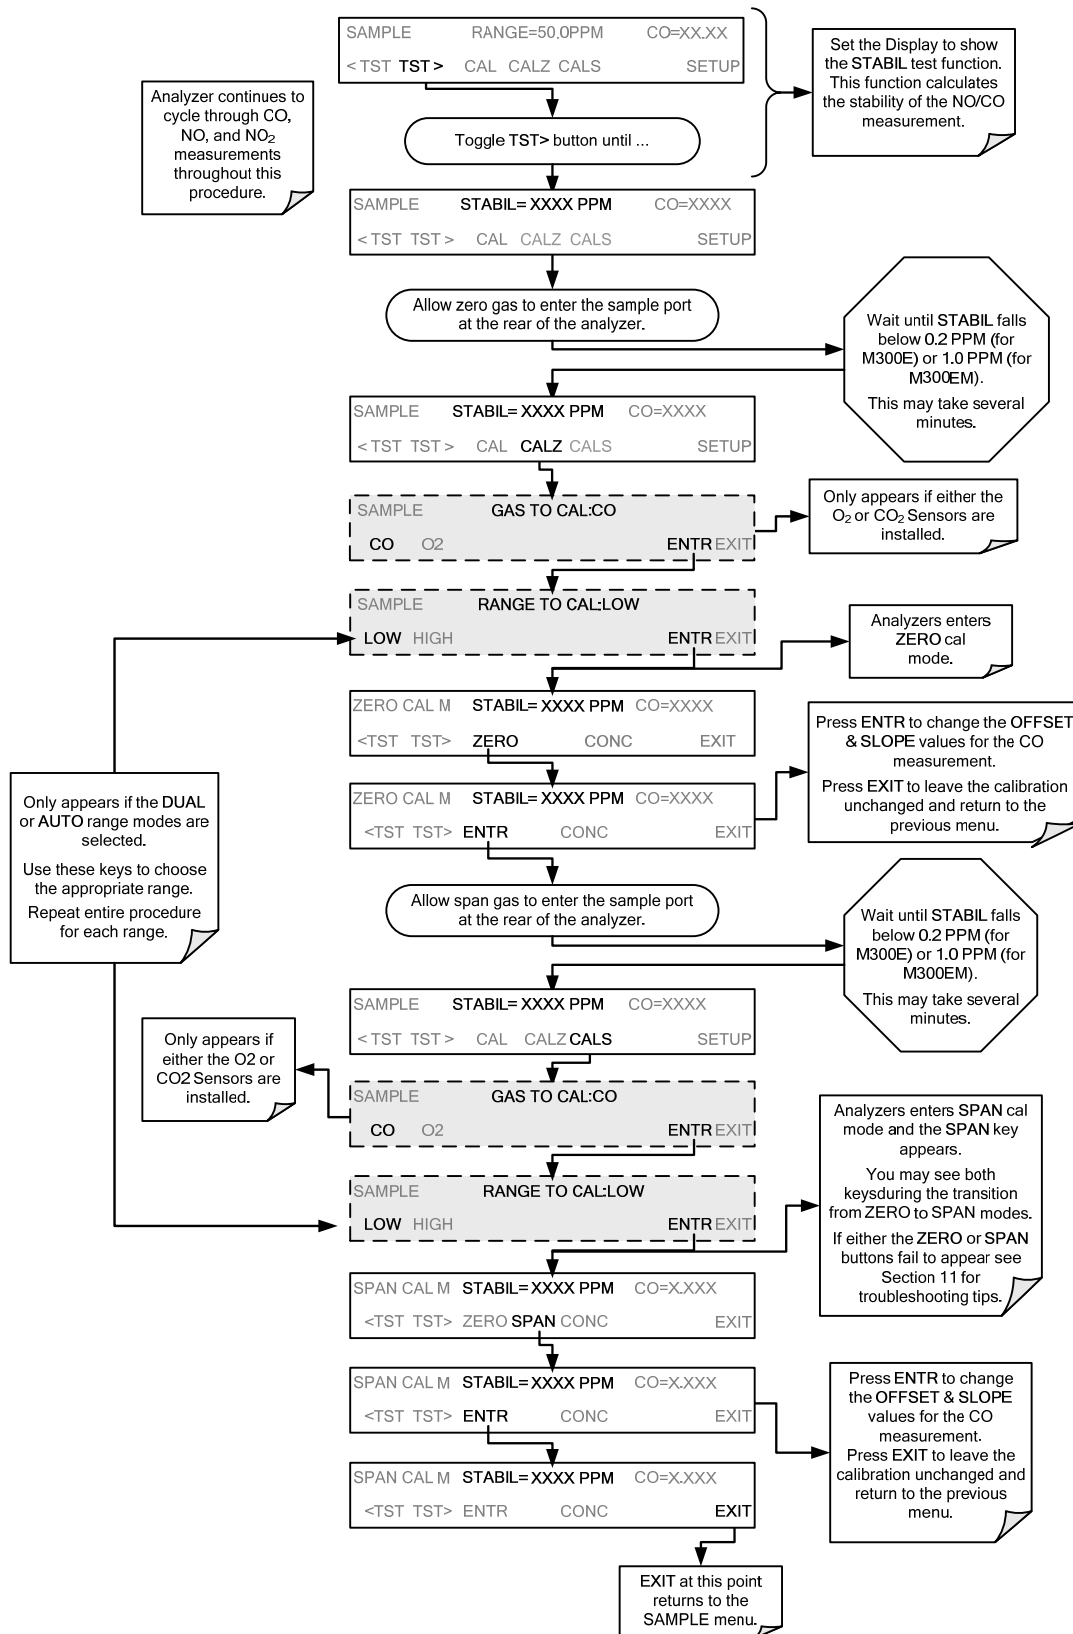 SAMPLE RANGE=50.0PPM CO=XX.XX
< TST TST > CAL CALZ CALS SETUP
Set the Display to show
the STABIL test function.
This function calculates
the stability of the NO/CO
measurement.
Analyzer continues to
cycle through CO,
NO, and NO2
measurements
throughout this
procedure.
Toggle TST> button until ...
SAMPLE STABIL= XXXX PPM CO=XXXX
< TST TST > CAL CALZ CALS SETUP
Allow zero gas to enter the sample port
at the rear of the analyzer.
Wait until STABIL falls
below 0.2 PPM (for
M300E) or 1.0 PPM (for
M300EM).
This may take several
minutes.
SAMPLE STABIL= XXXX PPM CO=XXXX
< TST TST > CAL CALZ CALS SETUP
SAMPLE GAS TO CAL:CO
CO O2 ENTR EXIT
Only appears if either the
O2 or CO2 Sensors are
installed.
SAMPLE RANGE TO CAL:LOW
LOW HIGH ENTR EXIT
Analyzers enters
ZERO cal
mode.
ZERO CAL M STABIL= XXXX PPM CO=XXXX
<TST TST> ZERO CONC EXIT
Press ENTR to change the OFFSET
& SLOPE values for the CO
measurement.
Press EXIT to leave the calibration
unchanged and return to the
previous menu.
ZERO CAL M STABIL= XXXX PPM CO=XXXX
<TST TST> ENTR CONC EXIT
Only appears if the DUAL
or AUTO range modes are
selected.
Use these keys to choose
the appropriate range.
Repeat entire procedure
for each range.
Allow span gas to enter the sample port
at the rear of the analyzer.
Wait until STABIL falls
below 0.2 PPM (for
M300E) or 1.0 PPM (for
M300EM).
This may take several
minutes.
SAMPLE STABIL= XXXX PPM CO=XXXX
< TST TST > CAL CALZ CALS SETUP
Only appears if
either the O2 or
CO2 Sensors are
installed.
SAMPLE GAS TO CAL:CO
CO O2 ENTR EXIT
SAMPLE RANGE TO CAL:LOW
LOW HIGH ENTR EXIT
Analyzers enters SPAN cal
mode and the SPAN key
appears.
You may see both
keysduring the transition
from ZERO to SPAN modes.
If either the ZERO or SPAN
buttons fail to appear see
Section 11 for
troubleshooting tips.
SPAN CAL M STABIL= XXXX PPM CO=X.XXX
<TST TST> ZERO SPAN CONC EXIT
SPAN CAL M STABIL= XXXX PPM CO=X.XXX
<TST TST> ENTR CONC EXIT
Press ENTR to change
the OFFSET & SLOPE
values for the CO
measurement.
Press EXIT to leave the
calibration unchanged and
return to the previous
menu.
SPAN CAL M STABIL= XXXX PPM CO=X.XXX
<TST TST> ENTR CONC EXIT
EXIT at this point
returns to the
SAMPLE menu.